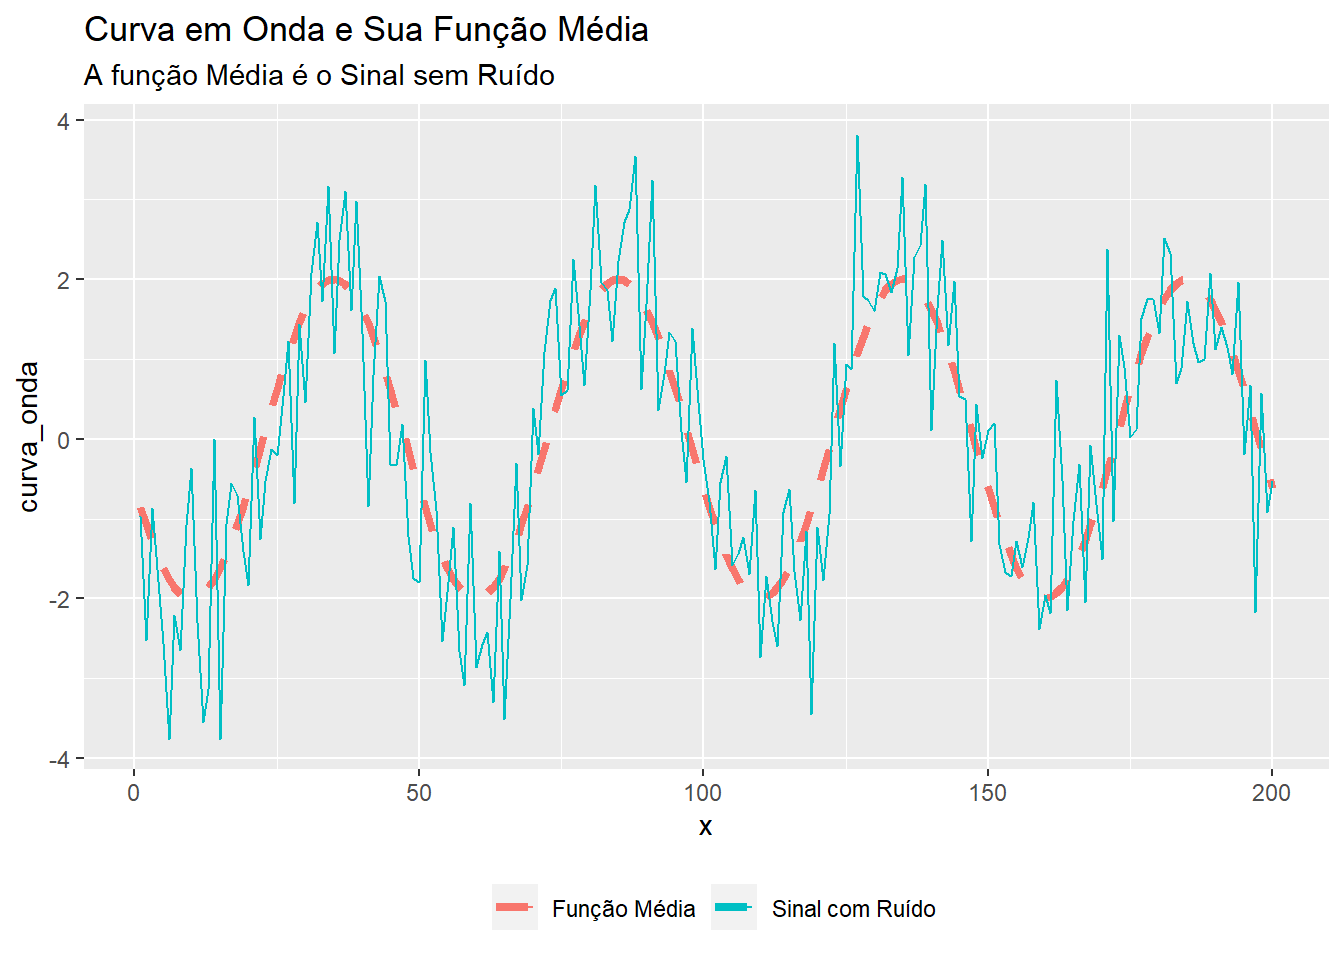 Curva em Onda e Sua Função Média
A função Média é o Sinal sem Ruído
4
2
0
-2
-4
curva_onda
0 50 100 150 200
x
Função Média Sinal com Ruído